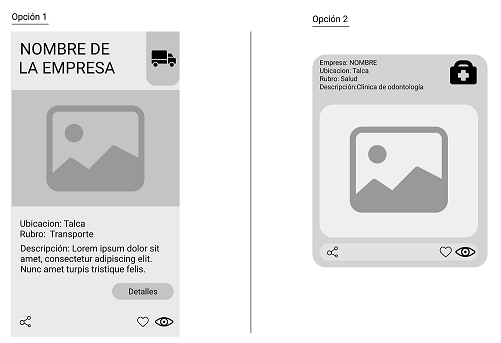 Opción 1
NOMBRE DE
LA EMPRESA
Ubicacion: Talca
Rubro: Transporte
Descripción: Lorem ipsum dolor sit
amet, consectetur adipiscing elit.
Nunc amet turpis tristique felis.
Detalles
Opción 2
Empresa: NOMBRE
Ubicacion: Talca
Rubro: Salud
Descripción:Clinica de odontología